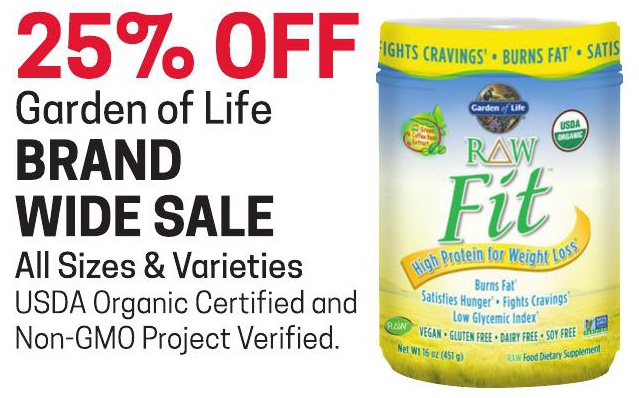 25% OFF
Garden of Life
BRAND
WIDE SALE
All Sizes & Varieties
USDA Organic Certified and
Non-GMO Project Verified.
FIGHTS CRAVINGS† • BURNS FAT† • SATIS
Garden of Life
USDA
ORGANIC
RAW
Fit™
High Protein for Weight Loss†
Burns Fat†
Satisfies Hunger† • Fights Cravings†
Low Glycemic Index†
RAW
VEGAN • GLUTEN FREE • DAIRY FREE • SOY FREE
Net Wt 16 oz (451 g)
RAW Food Dietary Supplement